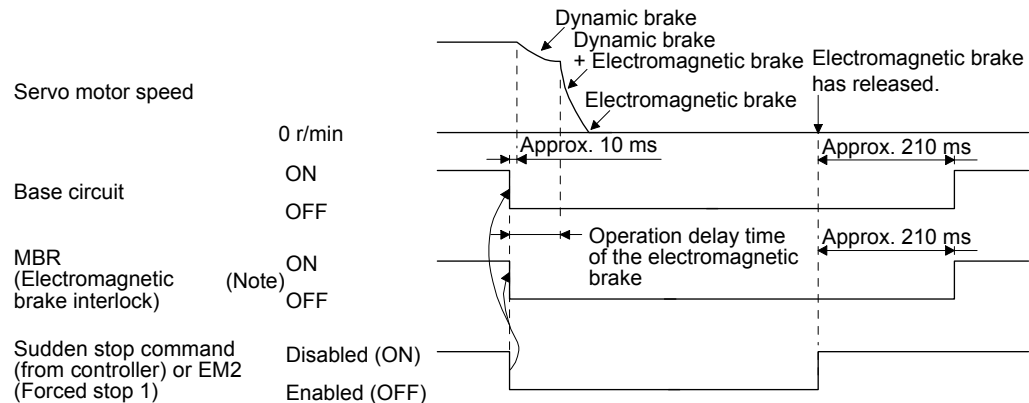 Dynamic brake
Dynamic brake
+ Electromagnetic brake
Electromagnetic brake
has released.
Servo motor speed
Electromagnetic brake
0 r/min
Approx. 10 ms
Approx. 210 ms
Base circuit
ON
OFF
Operation delay time
of the electromagnetic
brake
Approx. 210 ms
MBR
(Electromagnetic
brake interlock)
(Note)
ON
OFF
Sudden stop command
(from controller) or EM2
(Forced stop 1)
Disabled (ON)
Enabled (OFF)